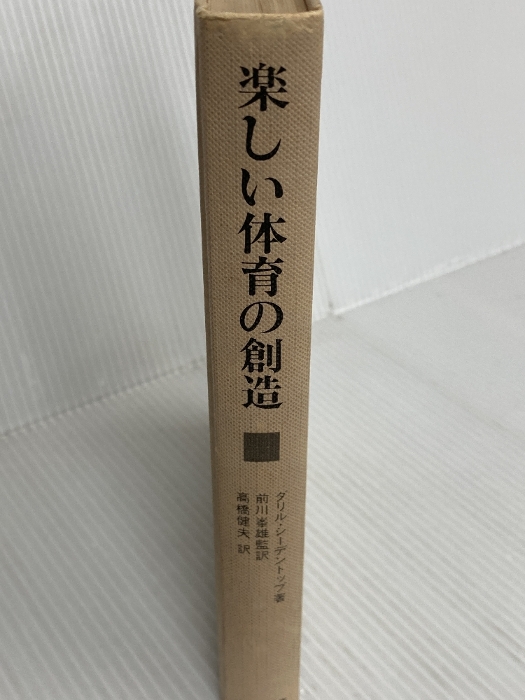 楽しい体育の創造
ダリル・シーデントップ著
前川峯雄監訳
高橋健夫 訳